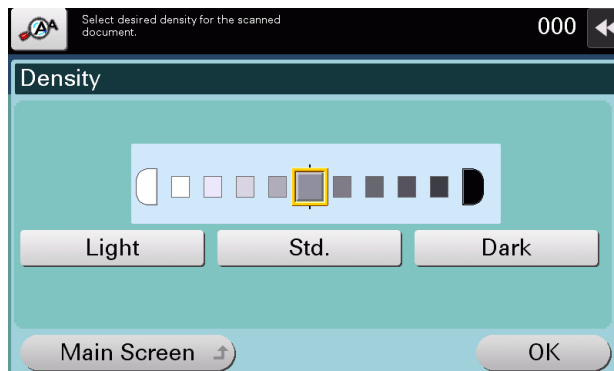 Select desired density for the scanned
document.
000
Density
Light
Std.
Dark
Main Screen
OK